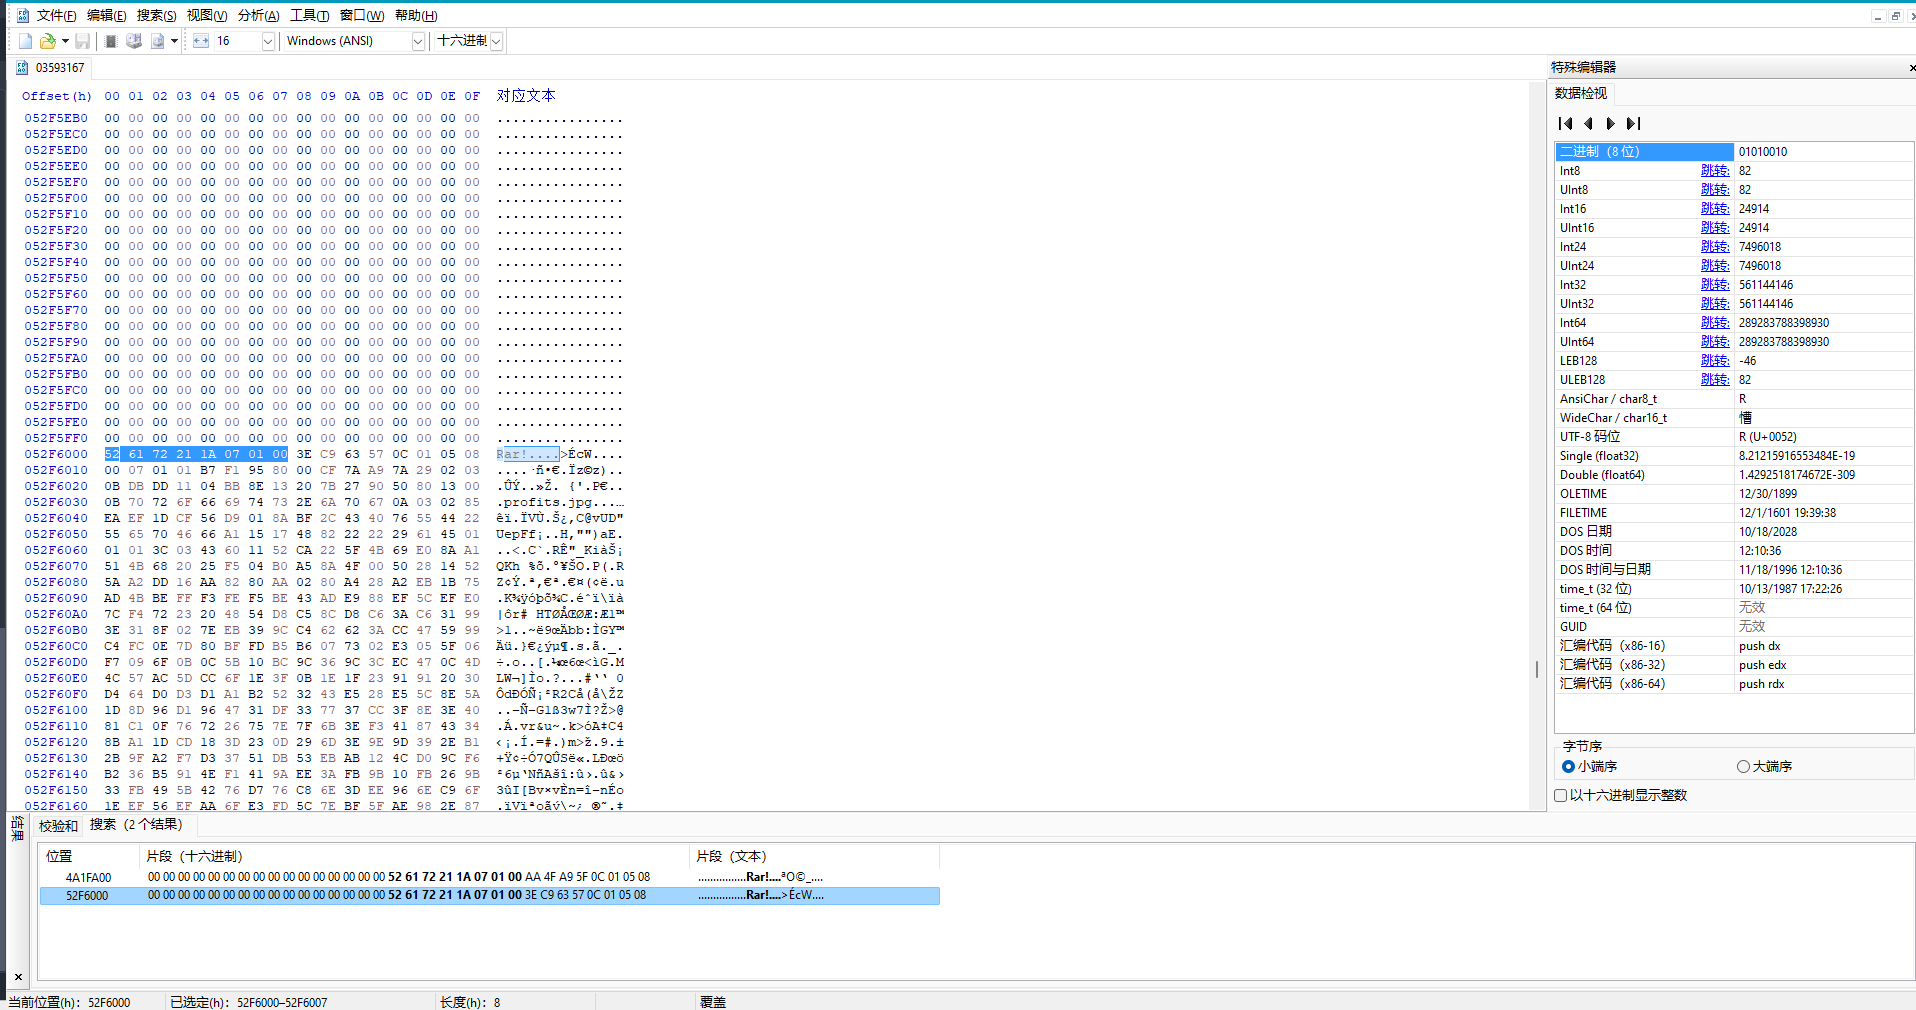 文件(F) 编辑(E) 搜索(S) 视图(V) 分析(A) 工具(T) 窗口(W) 帮助(H)
16 Windows (ANSI) 十六进制
03593167
Offset(h) 00 01 02 03 04 05 06 07 08 09 0A 0B 0C 0D 0E 0F 对应文本
052F5EB0 00 00 00 00 00 00 00 00 00 00 00 00 00 00 00 00 ................
052F5EC0 00 00 00 00 00 00 00 00 00 00 00 00 00 00 00 00 ................
052F5ED0 00 00 00 00 00 00 00 00 00 00 00 00 00 00 00 00 ................
052F5EE0 00 00 00 00 00 00 00 00 00 00 00 00 00 00 00 00 ................
052F5EF0 00 00 00 00 00 00 00 00 00 00 00 00 00 00 00 00 ................
052F5F00 00 00 00 00 00 00 00 00 00 00 00 00 00 00 00 00 ................
052F5F10 00 00 00 00 00 00 00 00 00 00 00 00 00 00 00 00 ................
052F5F20 00 00 00 00 00 00 00 00 00 00 00 00 00 00 00 00 ................
052F5F30 00 00 00 00 00 00 00 00 00 00 00 00 00 00 00 00 ................
052F5F40 00 00 00 00 00 00 00 00 00 00 00 00 00 00 00 00 ................
052F5F50 00 00 00 00 00 00 00 00 00 00 00 00 00 00 00 00 ................
052F5F60 00 00 00 00 00 00 00 00 00 00 00 00 00 00 00 00 ................
052F5F70 00 00 00 00 00 00 00 00 00 00 00 00 00 00 00 00 ................
052F5F80 00 00 00 00 00 00 00 00 00 00 00 00 00 00 00 00 ................
052F5F90 00 00 00 00 00 00 00 00 00 00 00 00 00 00 00 00 ................
052F5FA0 00 00 00 00 00 00 00 00 00 00 00 00 00 00 00 00 ................
052F5FB0 00 00 00 00 00 00 00 00 00 00 00 00 00 00 00 00 ................
052F5FC0 00 00 00 00 00 00 00 00 00 00 00 00 00 00 00 00 ................
052F5FD0 00 00 00 00 00 00 00 00 00 00 00 00 00 00 00 00 ................
052F5FE0 00 00 00 00 00 00 00 00 00 00 00 00 00 00 00 00 ................
052F5FF0 00 00 00 00 00 00 00 00 00 00 00 00 00 00 00 00 ................
052F6000 52 61 72 21 1A 07 01 00 3E C9 63 57 0C 01 05 08 Rar!....>ÉcW....
052F6010 00 07 01 01 B7 F1 95 80 00 CF 7A A9 7A 29 02 03 ....·ñ•€.Ïz©z)..
052F6020 0B DB DD 11 04 BB 8E 13 20 7B 27 90 50 80 13 00 .ÛÝ..»Ž. {'.P€..
052F6030 0B 70 72 6F 66 69 74 73 2E 6A 70 67 0A 03 02 85 .profits.jpg...…
052F6040 EA EF 1D CF 56 D9 01 8A BF 2C 43 40 76 55 44 22 êï.ÏVÙ.Š¿,C@vUD"
052F6050 55 65 70 46 66 A1 15 17 48 82 22 22 29 61 45 01 UepFf¡..H‚"")aE.
052F6060 01 01 3C 03 43 60 11 52 CA 22 5F 4B 69 E0 8A A1 ..<.C`.RÊ"_KiàŠ¡
052F6070 51 4B 68 20 25 F5 04 B0 A5 8A 4F 00 50 28 14 52 QKh %õ.°¥ŠO.P(.R
052F6080 5A A2 DD 16 AA 82 80 AA 02 80 A4 28 A2 EB 1B 75 Z¢Ý.ª‚€ª.€¤(¢ë.u
052F6090 AD 4B BE FF F3 FE F5 BE 43 AD E9 88 EF 5C EF E0 .K¾ÿóþõ¾C.éˆï\ïà
052F60A0 7C F4 72 23 20 48 54 D8 C5 8C D8 C6 3A C6 31 99 |ôr# HTØÅŒØÆ:Æ1™
052F60B0 3E 31 8F 02 7E EB 39 9C C4 62 62 3A CC 47 59 99 >1..~ë9œÄbb:ÌGY™
052F60C0 C4 FC 0E 7D 80 BF FD B5 B6 07 73 02 E3 05 5F 06 Äü.}€¿ýµ¶.s.ã._.
052F60D0 F7 09 6F 0B 0C 5B 10 BC 9C 36 9C 3C EC 47 0C 4D ÷.o..[.¼œ6œ<ìG.M
052F60E0 4C 57 AC 5D CC 6F 1E 3F 0B 1E 1F 23 91 91 20 30 LW¬]Ìo.?...#‘‘ 0
052F60F0 D4 64 D0 D3 D1 A1 B2 52 32 43 E5 28 E5 5C 8E 5A ÔdÐÓÑ¡²R2Cå(å\ŽZ
052F6100 1D 8D 96 D1 96 47 31 DF 33 77 37 CC 3F 8E 3E 40 ..–Ñ–G1ß3w7Ì?Ž>@
052F6110 81 C1 0F 76 72 26 75 7E 7F 6B 3E F3 41 87 43 34 .Á.vr&u~.k>óA‡C4
052F6120 8B A1 1D CD 18 3D 23 0D 29 6D 3E 9E 9D 39 2E B1 ‹¡.Í.=#.)m>ž.9.±
052F6130 2B 9F A2 F7 D3 37 51 DB 53 EB AB 12 4C D0 9C F6 +Ÿ¢÷Ó7QÛSë«.LÐœö
052F6140 B2 36 B5 91 4E F1 41 9A EE 3A FB 9B 10 FB 26 9B ²6µ‘NñAšî:û›.û&›
052F6150 33 FB 49 5B 42 76 D7 76 C8 6E 3D EE 96 6E C9 6F 3ûI[Bv×vÈn=î–nÉo
052F6160 1E EF 56 EF AA 6F E3 FD 5C 7E BF 5F AE 98 2E 87 .ïVïªoãý\~¿_®˜.‡
特殊编辑器
数据检视
二进制（8 位） 01010010
Int8 跳转: 82
UInt8 跳转: 82
Int16 跳转: 24914
UInt16 跳转: 24914
Int24 跳转: 7496018
UInt24 跳转: 7496018
Int32 跳转: 561144146
UInt32 跳转: 561144146
Int64 跳转: 289283788398930
UInt64 跳转: 289283788398930
LEB128 跳转: -46
ULEB128 跳转: 82
AnsiChar / char8_t R
WideChar / char16_t 慒
UTF-8 码位 R (U+0052)
Single (float32) 8.21215916553484E-19
Double (float64) 1.4292518174672E-309
OLETIME 12/30/1899
FILETIME 12/1/1601 19:39:38
DOS 日期 10/18/2028
DOS 时间 12:10:36
DOS 时间与日期 11/18/1996 12:10:36
time_t (32 位) 10/13/1987 17:22:26
time_t (64 位) 无效
GUID 无效
汇编代码（x86-16） push dx
汇编代码（x86-32） push edx
汇编代码（x86-64） push rdx
字节序
小端序 大端序
以十六进制显示整数
结果
校验和 搜索（2 个结果）
位置 片段（十六进制） 片段（文本）
4A1FA00 00 00 00 00 00 00 00 00 00 00 00 00 00 00 00 00 52 61 72 21 1A 07 01 00 AA 4F A9 5F 0C 01 05 08 ................Rar!....ªO©_....
52F6000 00 00 00 00 00 00 00 00 00 00 00 00 00 00 00 00 52 61 72 21 1A 07 01 00 3E C9 63 57 0C 01 05 08 ................Rar!....>ÉcW....
当前位置(h): 52F6000 已选定(h): 52F6000–52F6007 长度(h): 8 覆盖